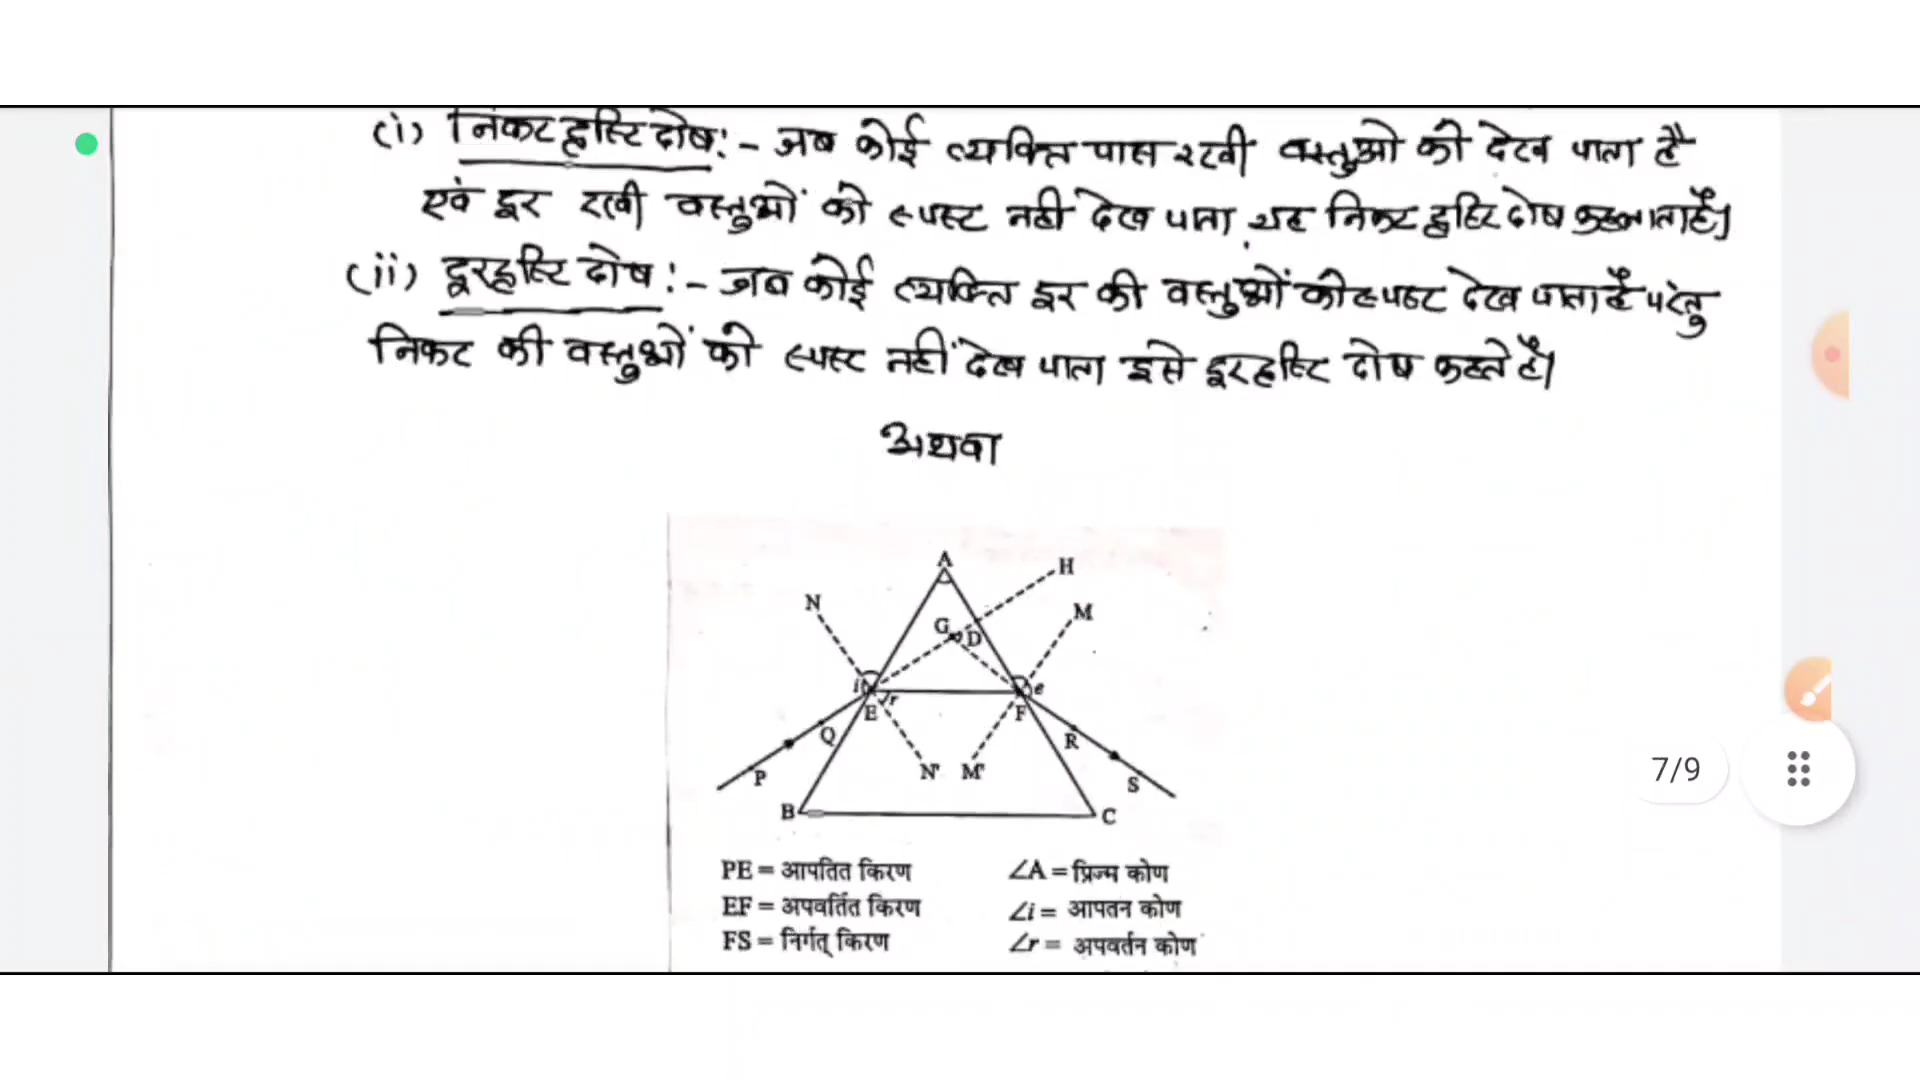 (i) निकट दृष्टि दोष:- जब कोई व्यक्ति पास रखी वस्तुओ को देख पाता है
एवं दूर रखी वस्तुओं को स्पस्ट नही देख पाता यह निकट दृष्टि दोष कहलाता है।
(ii) दूरदृष्टि दोष:- जब कोई व्यक्ति दूर की वस्तुओं को स्पष्ट देख पाता है परंतु
निकट की वस्तुओं को स्पस्ट नहीं देख पाता इसे दूरदृष्टि दोष कहते है।
अथवा
A
H
N
M
G
D
i
r
e
E
F
Q
R
P
N'
M'
S
B
C
7/9
PE = आपतित किरण
∠A = प्रिज्म कोण
EF = अपवर्तित किरण
∠i = आपतन कोण
FS = निर्गत् किरण
∠r = अपवर्तन कोण